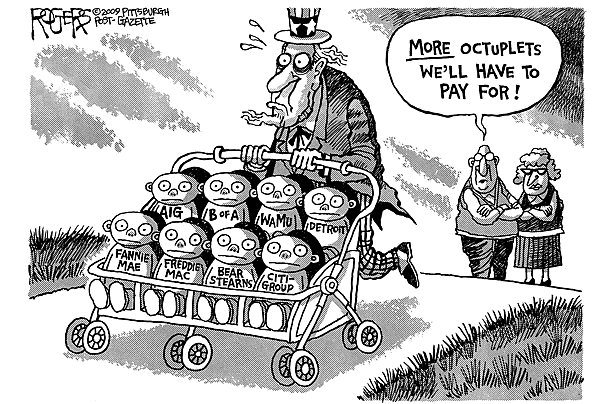 ROGERS ©2009 PITTSBURGH
POST-GAZETTE
MORE OCTUPLETS
WE'LL HAVE TO
PAY FOR!
AIG
B OF A
WAMU
DETROIT
FANNIE
MAE
FREDDIE
MAC
BEAR
STEARNS
CITI-
GROUP